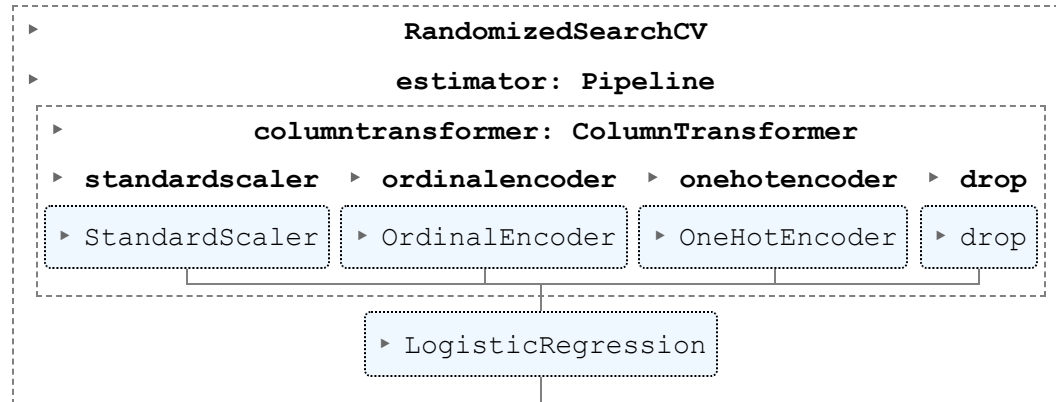 RandomizedSearchCV
estimator: Pipeline
columntransformer: ColumnTransformer
standardscaler ordinalencoder onehotencoder drop
StandardScaler OrdinalEncoder OneHotEncoder drop
LogisticRegression